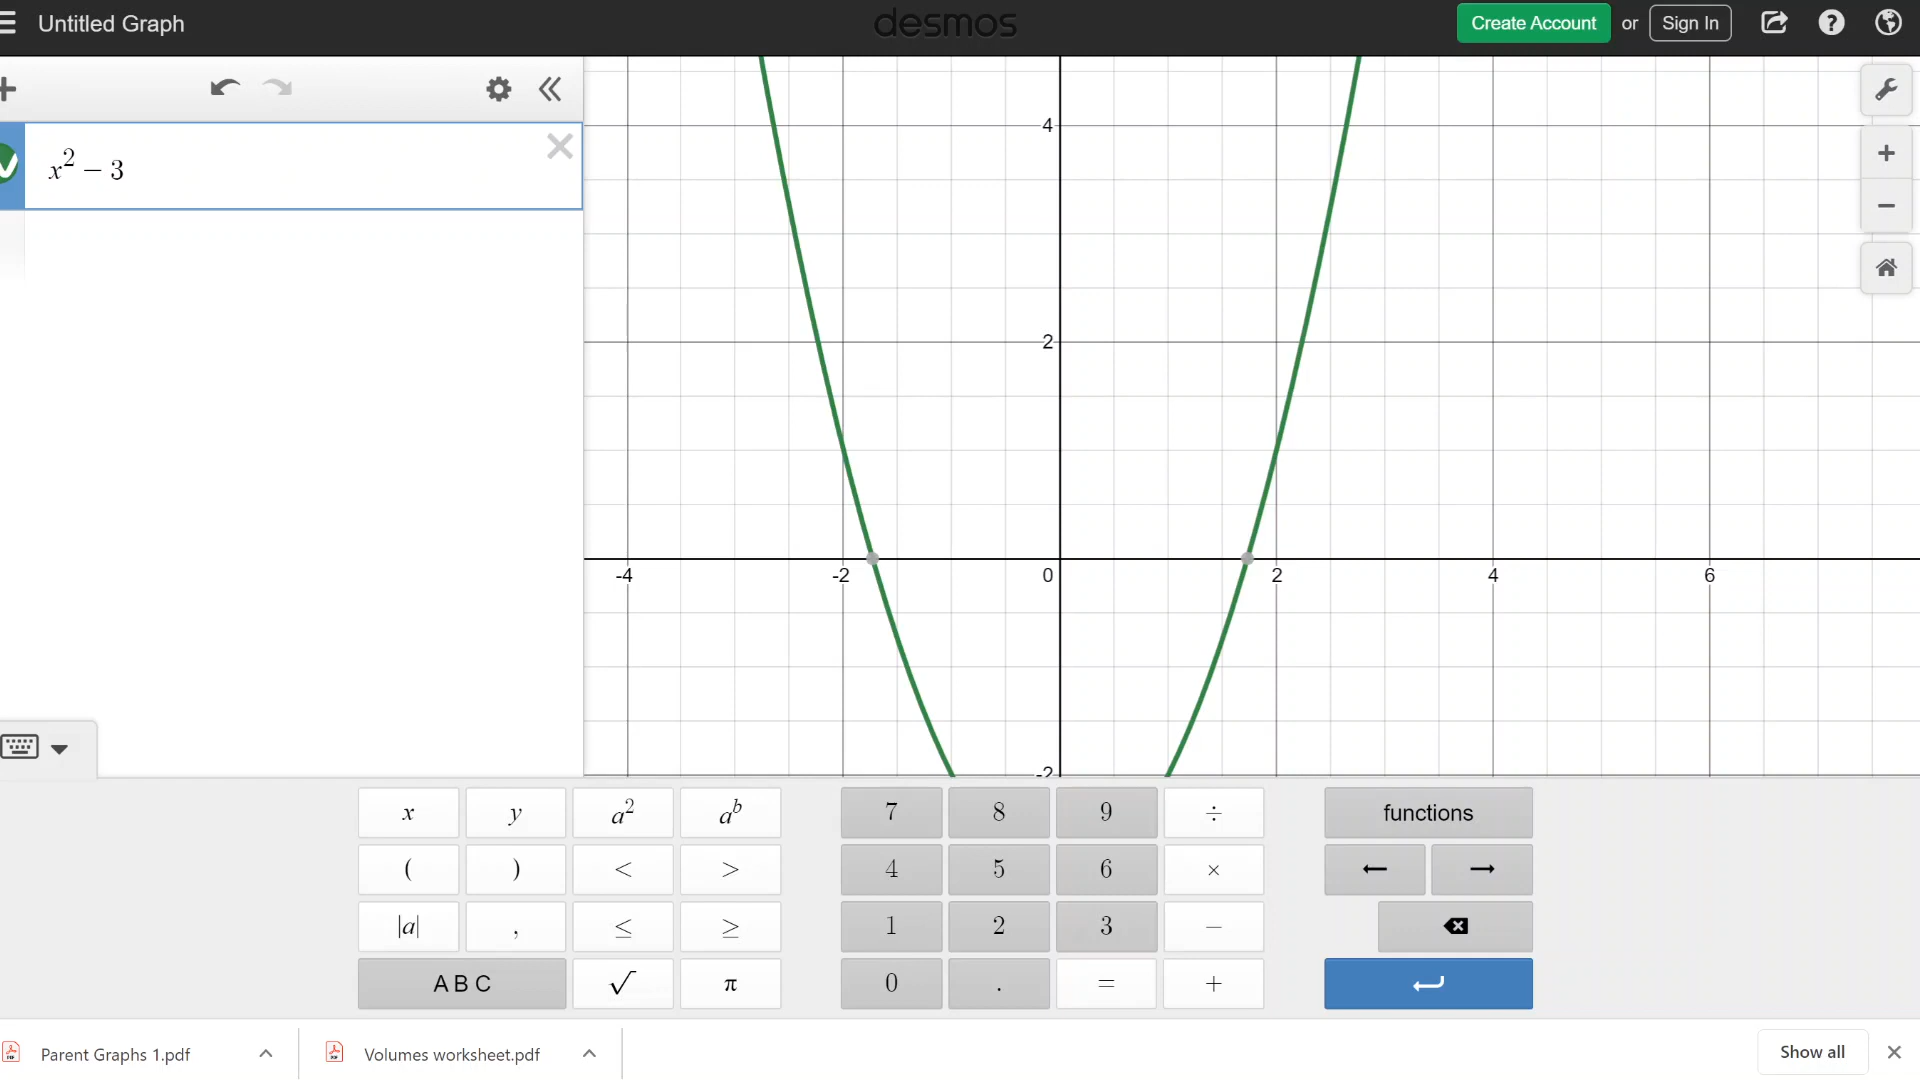 Untitled Graph
desmos
Create Account or Sign In
x² − 3
4
2
-4 -2 0 2 4 6
-2
x y a² aᵇ 7 8 9 ÷ functions
( ) < > 4 5 6 × ← →
|a| , ≤ ≥ 1 2 3 −
A B C √ π 0 . = +
Parent Graphs 1.pdf Volumes worksheet.pdf Show all